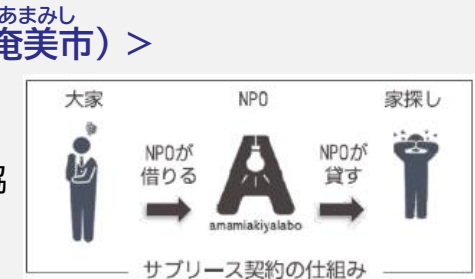 あまみし
奄美市)>
大家 NPO 家探し
NPOが
借りる
NPOが
貸す
amamiakiyalabo
サブリース契約の仕組み